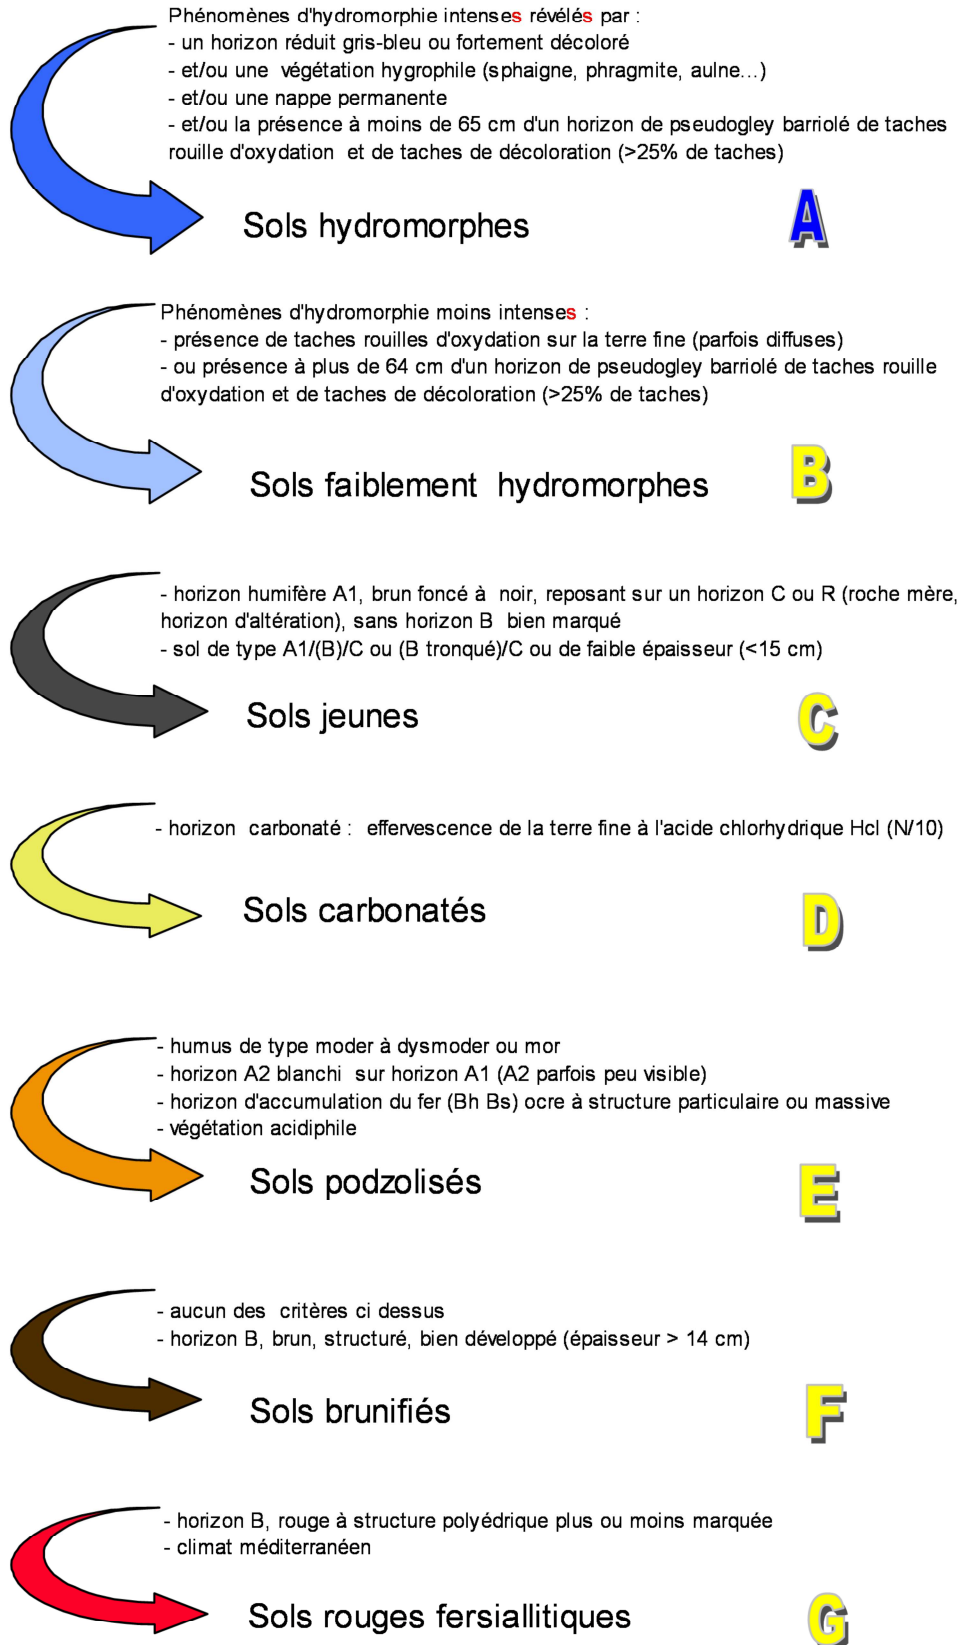 Phénomènes d'hydromorphie intenses révélés par :
- un horizon réduit gris-bleu ou fortement décoloré
- et/ou une végétation hygrophile (sphaigne, phragmite, aulne...)
- et/ou une nappe permanente
- et/ou la présence à moins de 65 cm d'un horizon de pseudogley barriolé de taches
rouille d'oxydation et de taches de décoloration (>25% de taches)
Sols hydromorphes
A
Phénomènes d'hydromorphie moins intenses :
- présence de taches rouilles d'oxydation sur la terre fine (parfois diffuses)
- ou présence à plus de 64 cm d'un horizon de pseudogley barriolé de taches rouille
d'oxydation et de taches de décoloration (>25% de taches)
Sols faiblement hydromorphes
B
- horizon humifère A1, brun foncé à noir, reposant sur un horizon C ou R (roche mère,
horizon d'altération), sans horizon B bien marqué
- sol de type A1/(B)/C ou (B tronqué)/C ou de faible épaisseur (<15 cm)
Sols jeunes
C
- horizon carbonaté : effervescence de la terre fine à l'acide chlorhydrique Hcl (N/10)
Sols carbonatés
D
- humus de type moder à dysmoder ou mor
- horizon A2 blanchi sur horizon A1 (A2 parfois peu visible)
- horizon d'accumulation du fer (Bh Bs) ocre à structure particulaire ou massive
- végétation acidiphile
Sols podzolisés
E
- aucun des critères ci dessus
- horizon B, brun, structuré, bien développé (épaisseur > 14 cm)
Sols brunifiés
F
- horizon B, rouge à structure polyédrique plus ou moins marquée
- climat méditerranéen
Sols rouges fersiallitiques
G